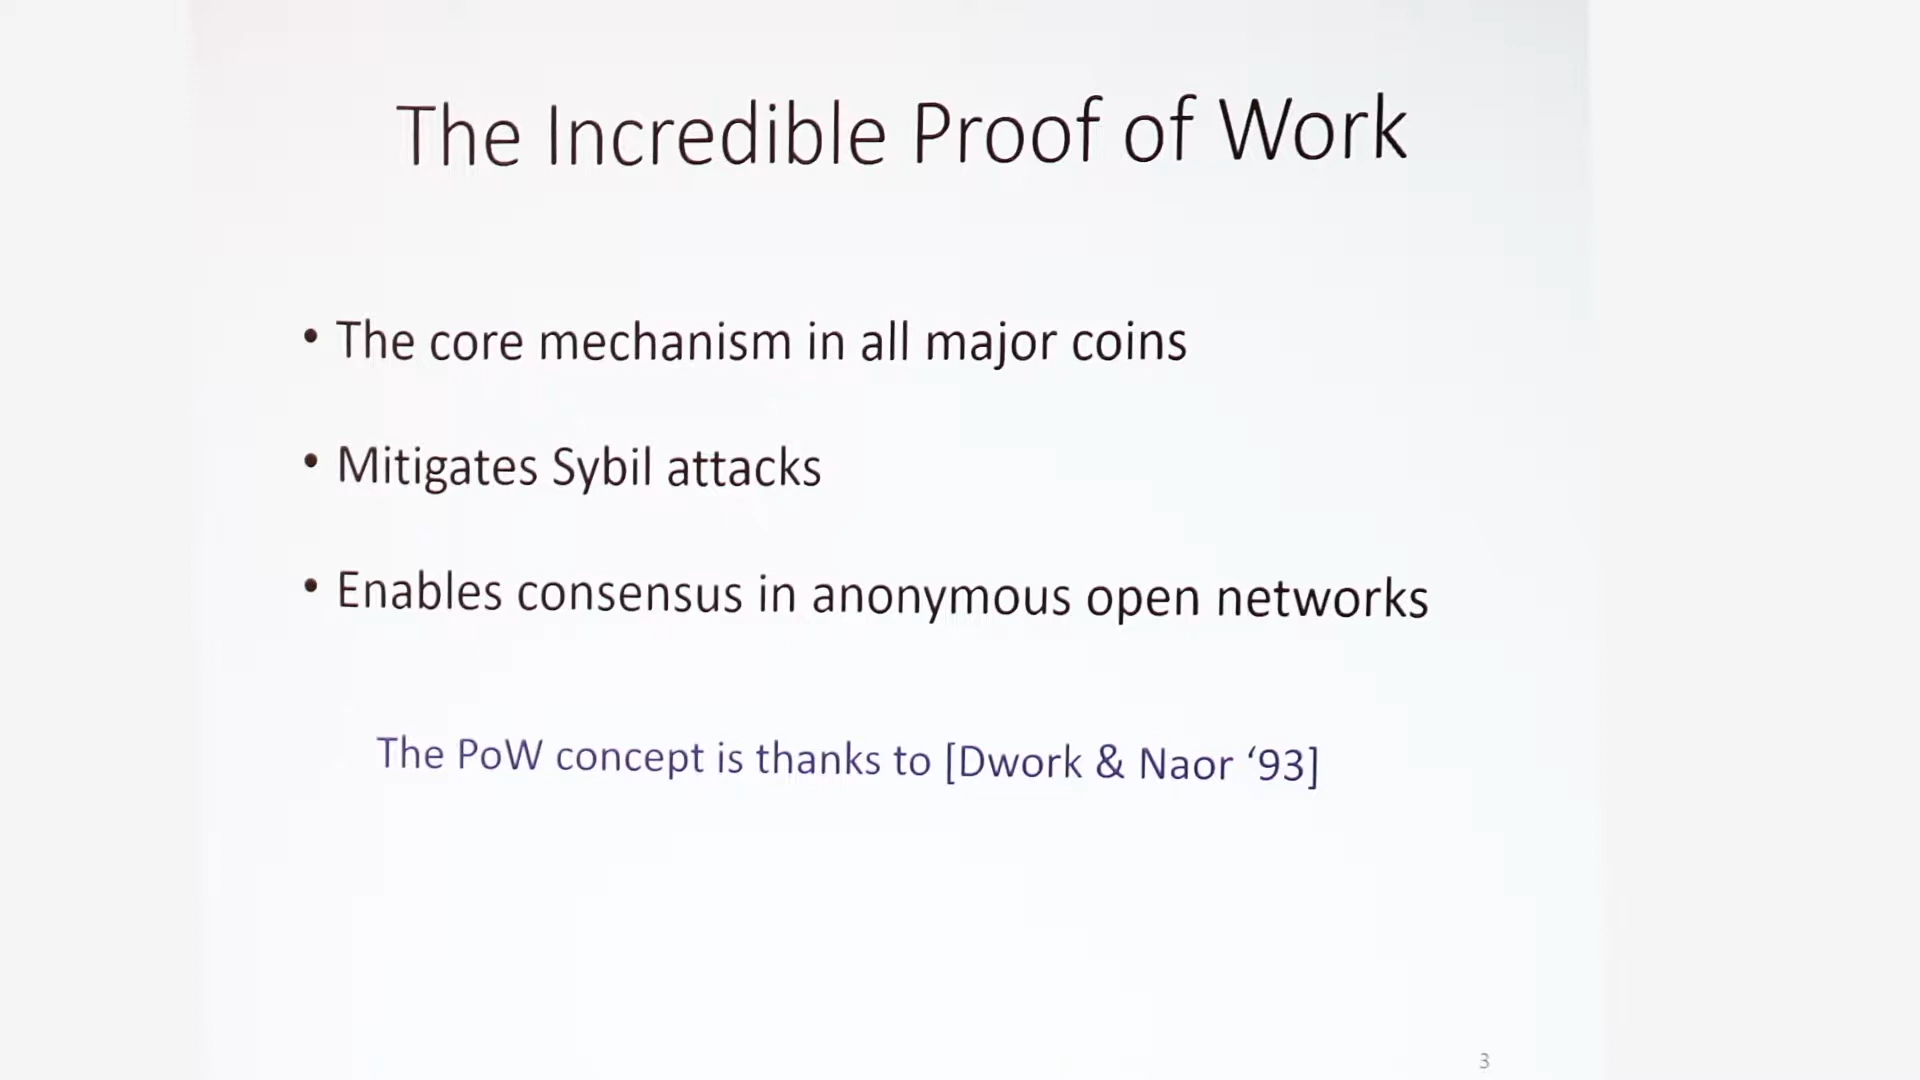 The Incredible Proof of Work
• The core mechanism in all major coins
• Mitigates Sybil attacks
• Enables consensus in anonymous open networks
The PoW concept is thanks to [Dwork & Naor ‘93]
3